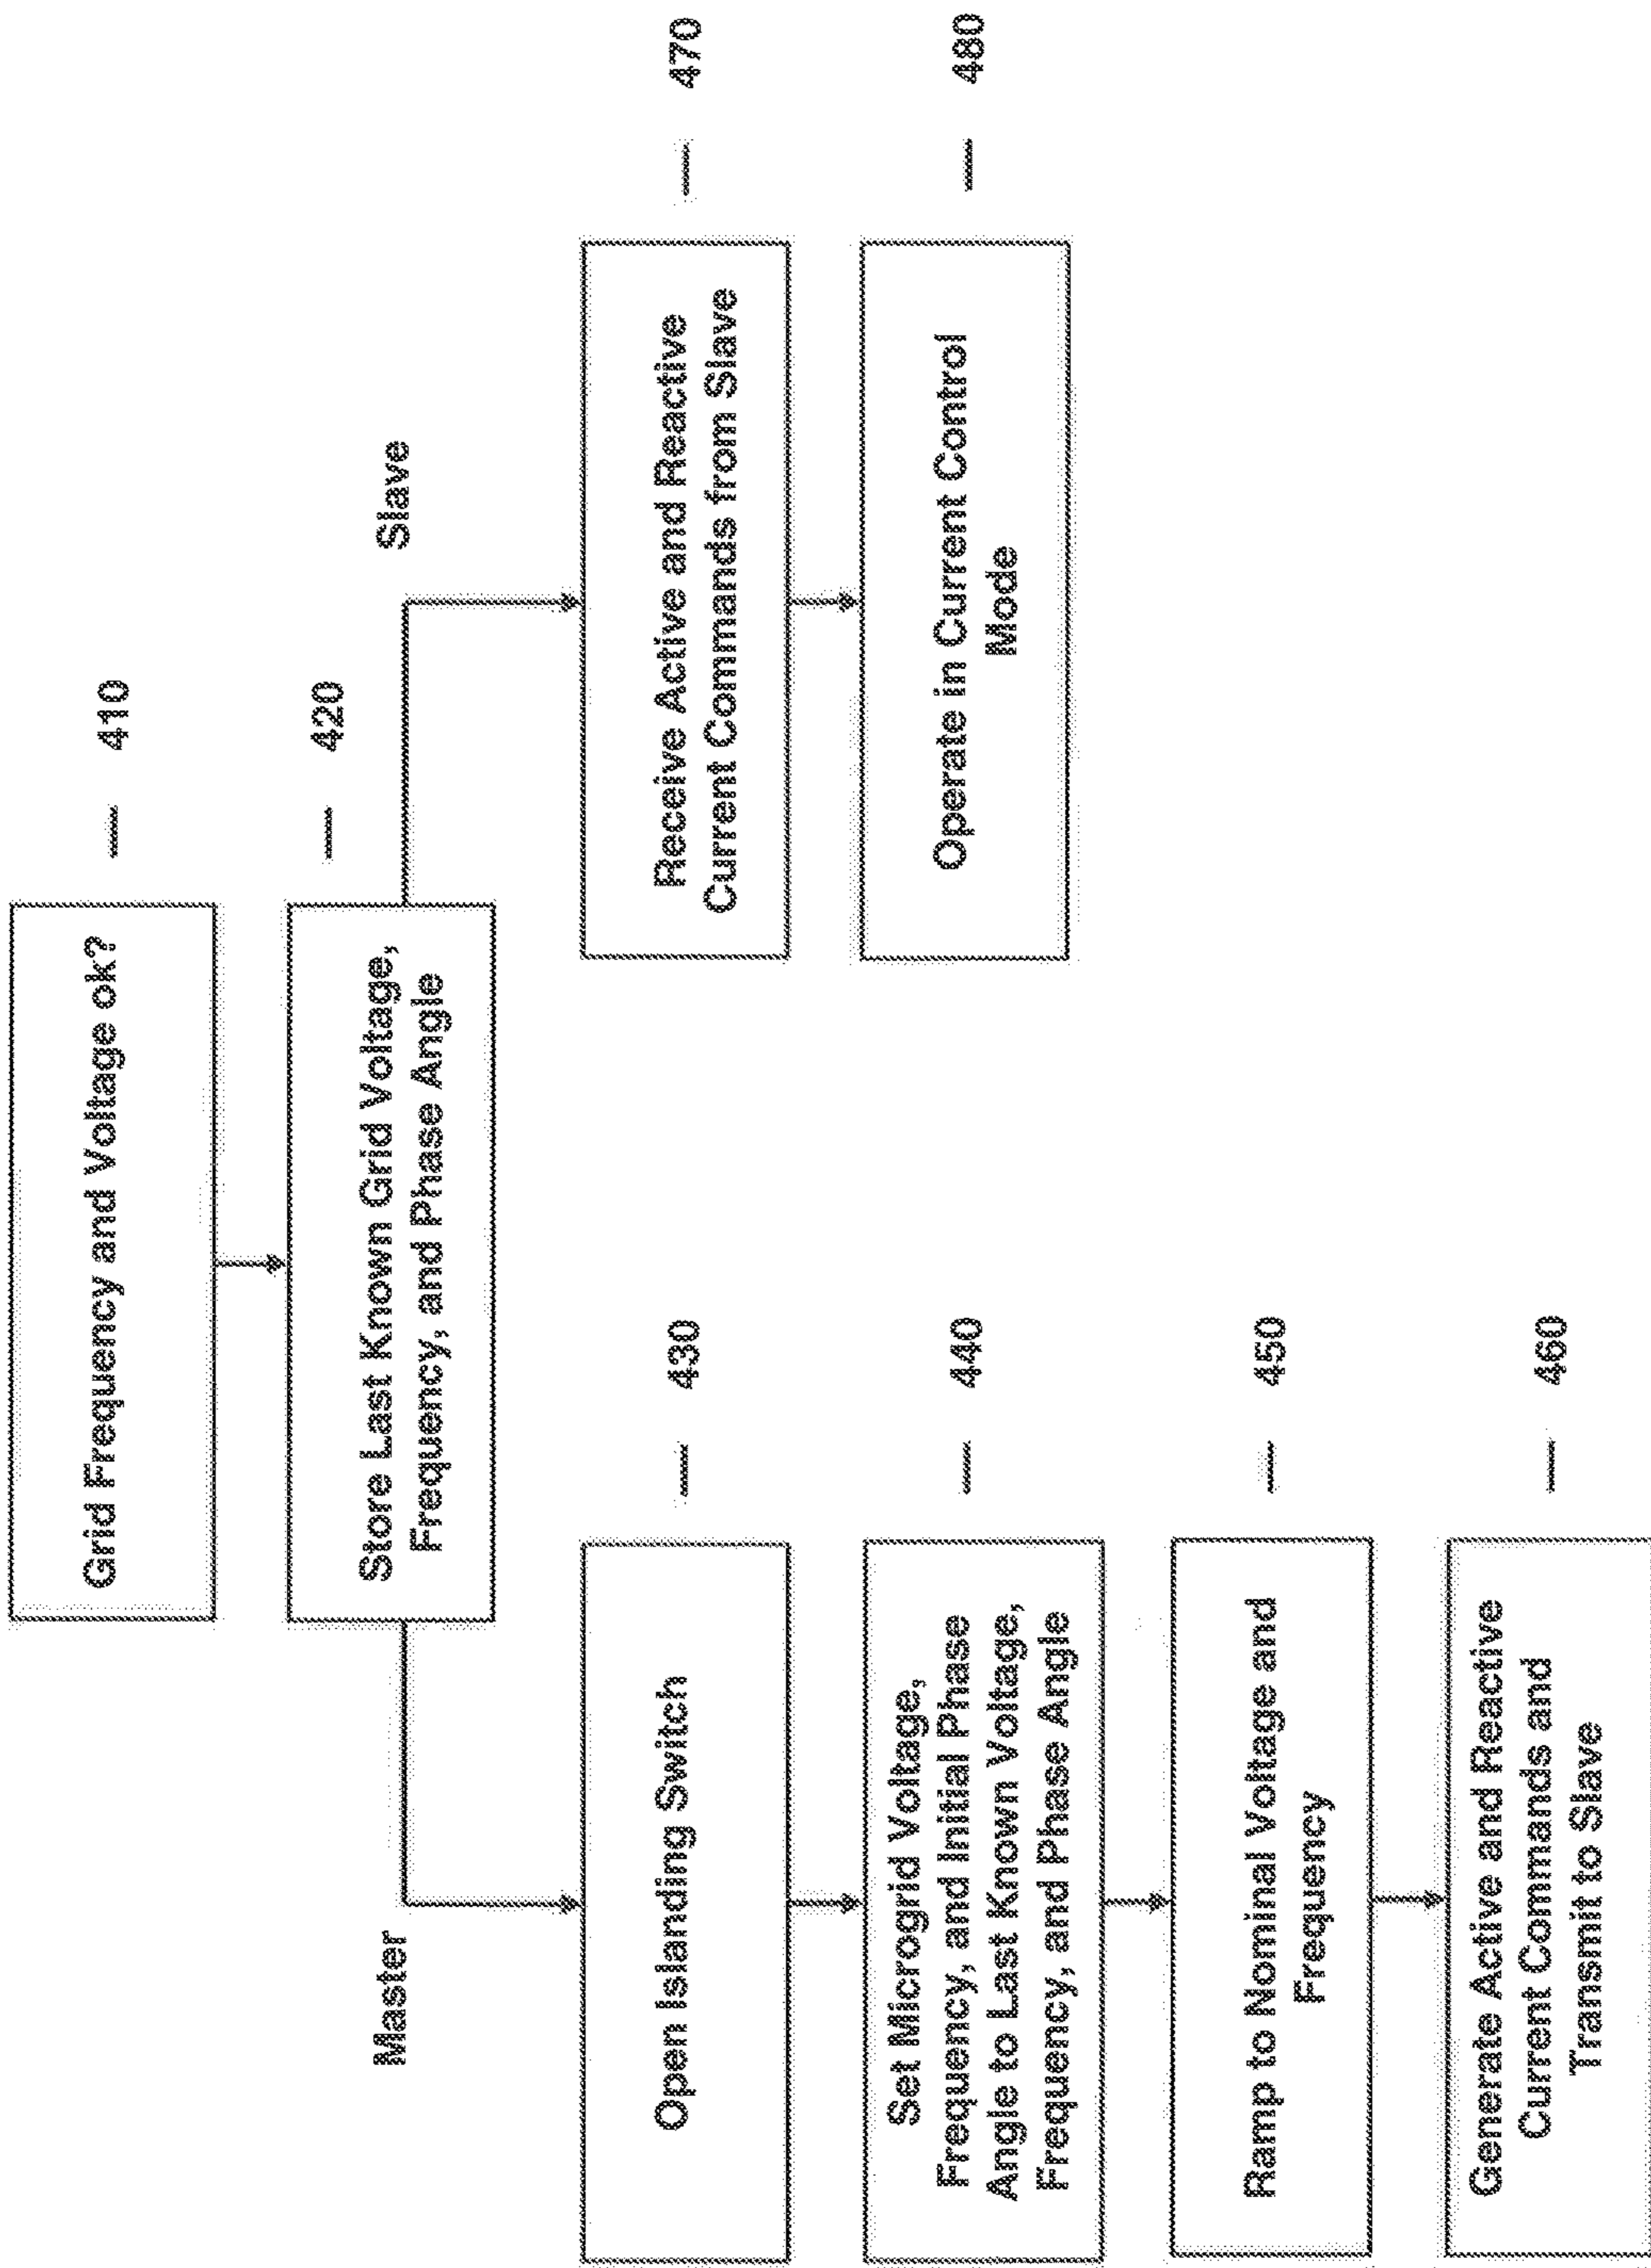 Grid Frequency and Voltage ok?
410
Store Last Known Grid Voltage,
Frequency, and Phase Angle
420
Master
Slave
Open Islanding Switch
430
Set Microgrid Voltage,
Frequency, and Initial Phase
Angle to Last Known Voltage,
Frequency, and Phase Angle
440
Ramp to Nominal Voltage and
Frequency
450
Generate Active and Reactive
Current Commands and
Transmit to Slave
460
Receive Active and Reactive
Current Commands from Slave
470
Operate in Current Control
Mode
480